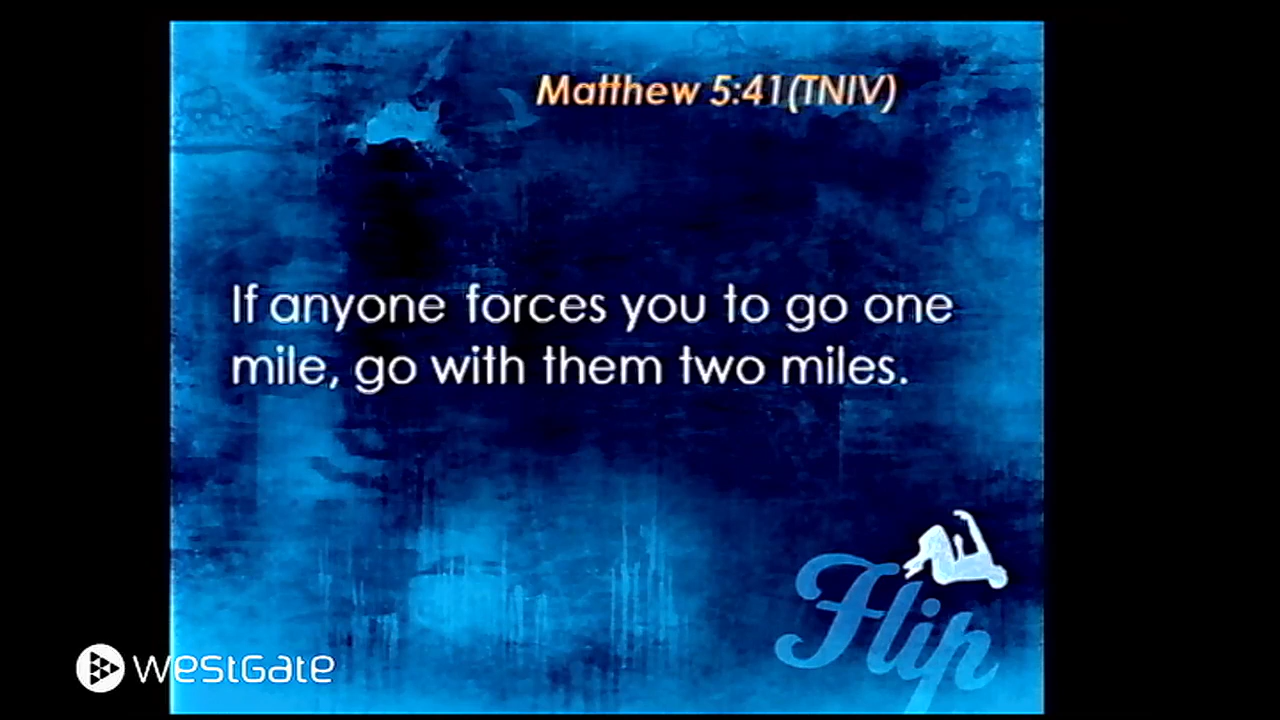 Matthew 5:41(TNIV)
If anyone forces you to go one
mile, go with them two miles.
Flip
WestGate